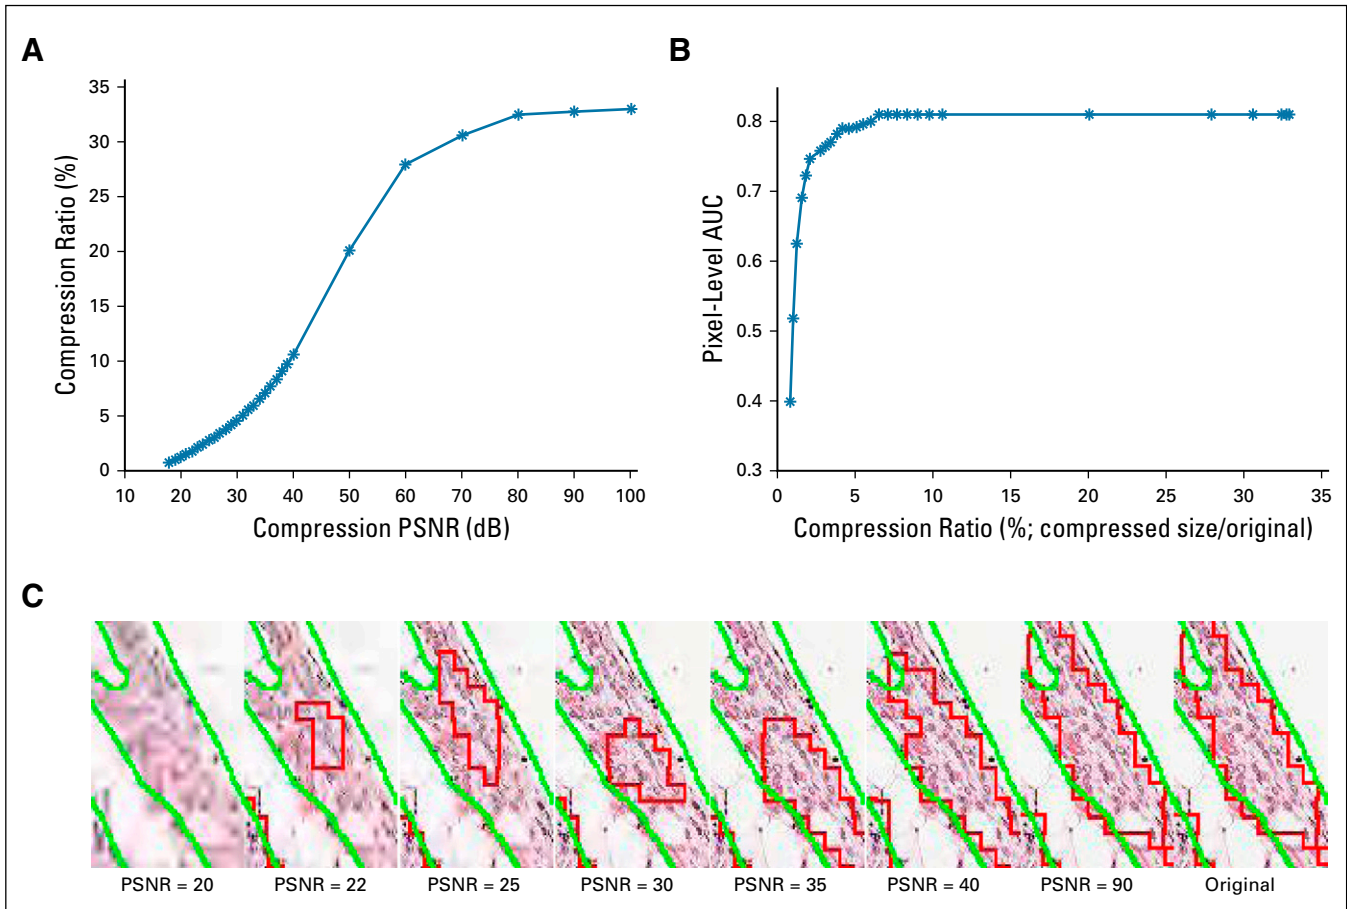 A
35
30
25
20
15
10
5
0
Compression Ratio (%)
10 20 30 40 50 60 70 80 90 100
Compression PSNR (dB)
B
0.8
0.7
0.6
0.5
0.4
0.3
Pixel-Level AUC
0 5 10 15 20 25 30 35
Compression Ratio (%; compressed size/original)
C
PSNR = 20 PSNR = 22 PSNR = 25 PSNR = 30 PSNR = 35 PSNR = 40 PSNR = 90 Original